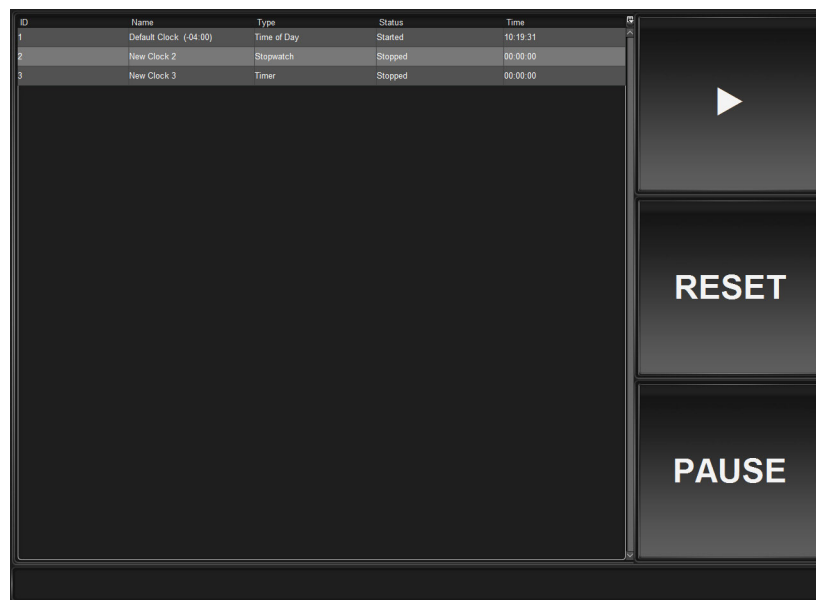 ID Name Type Status Time
1 Default Clock (-04:00) Time of Day Started 10:19:31
2 New Clock 2 Stopwatch Stopped 00:00:00
3 New Clock 3 Timer Stopped 00:00:00
RESET
PAUSE